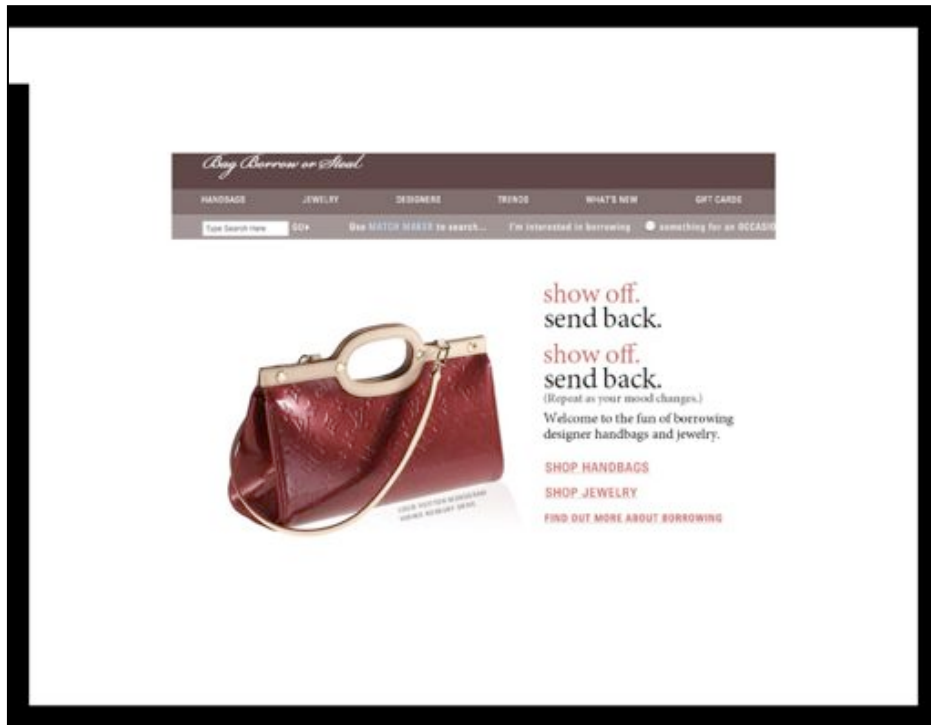 Bag Borrow or Steal
HANDBAGS JEWELRY DESIGNERS TRENDS WHAT'S NEW GIFT CARDS
Type Search Here GO Use MATCH MAKER to search... I'm interested in borrowing something for an OCCASIO
show off.
send back.
show off.
send back.
(Repeat as your mood changes.)
Welcome to the fun of borrowing
designer handbags and jewelry.
SHOP HANDBAGS
SHOP JEWELRY
FIND OUT MORE ABOUT BORROWING
LOUIS VUITTON MONOGRAM